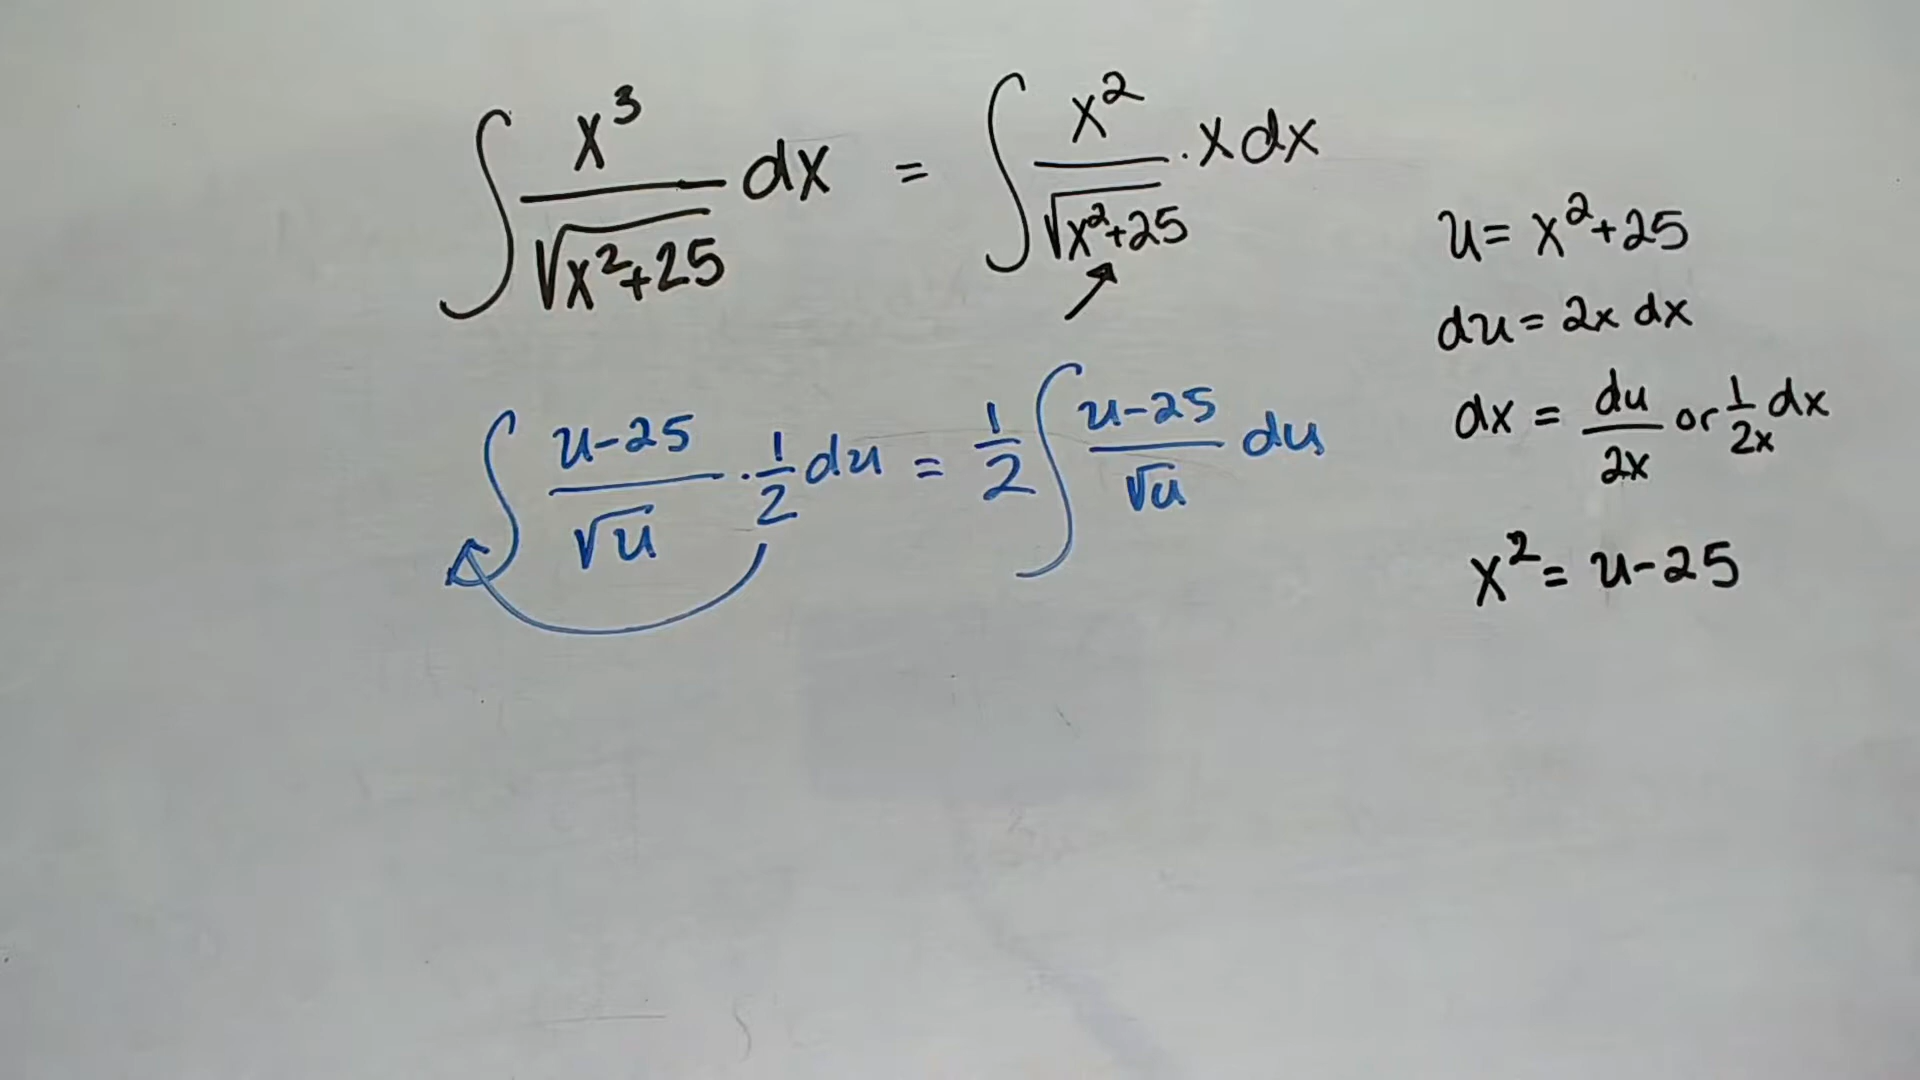 ∫ x³/√(x²+25) dx = ∫ x²/√(x²+25) · x dx
u = x²+25
du = 2x dx
dx = du/2x or 1/2x dx
∫ u-25/√u · 1/2 du = 1/2 ∫ u-25/√u du
x² = u-25